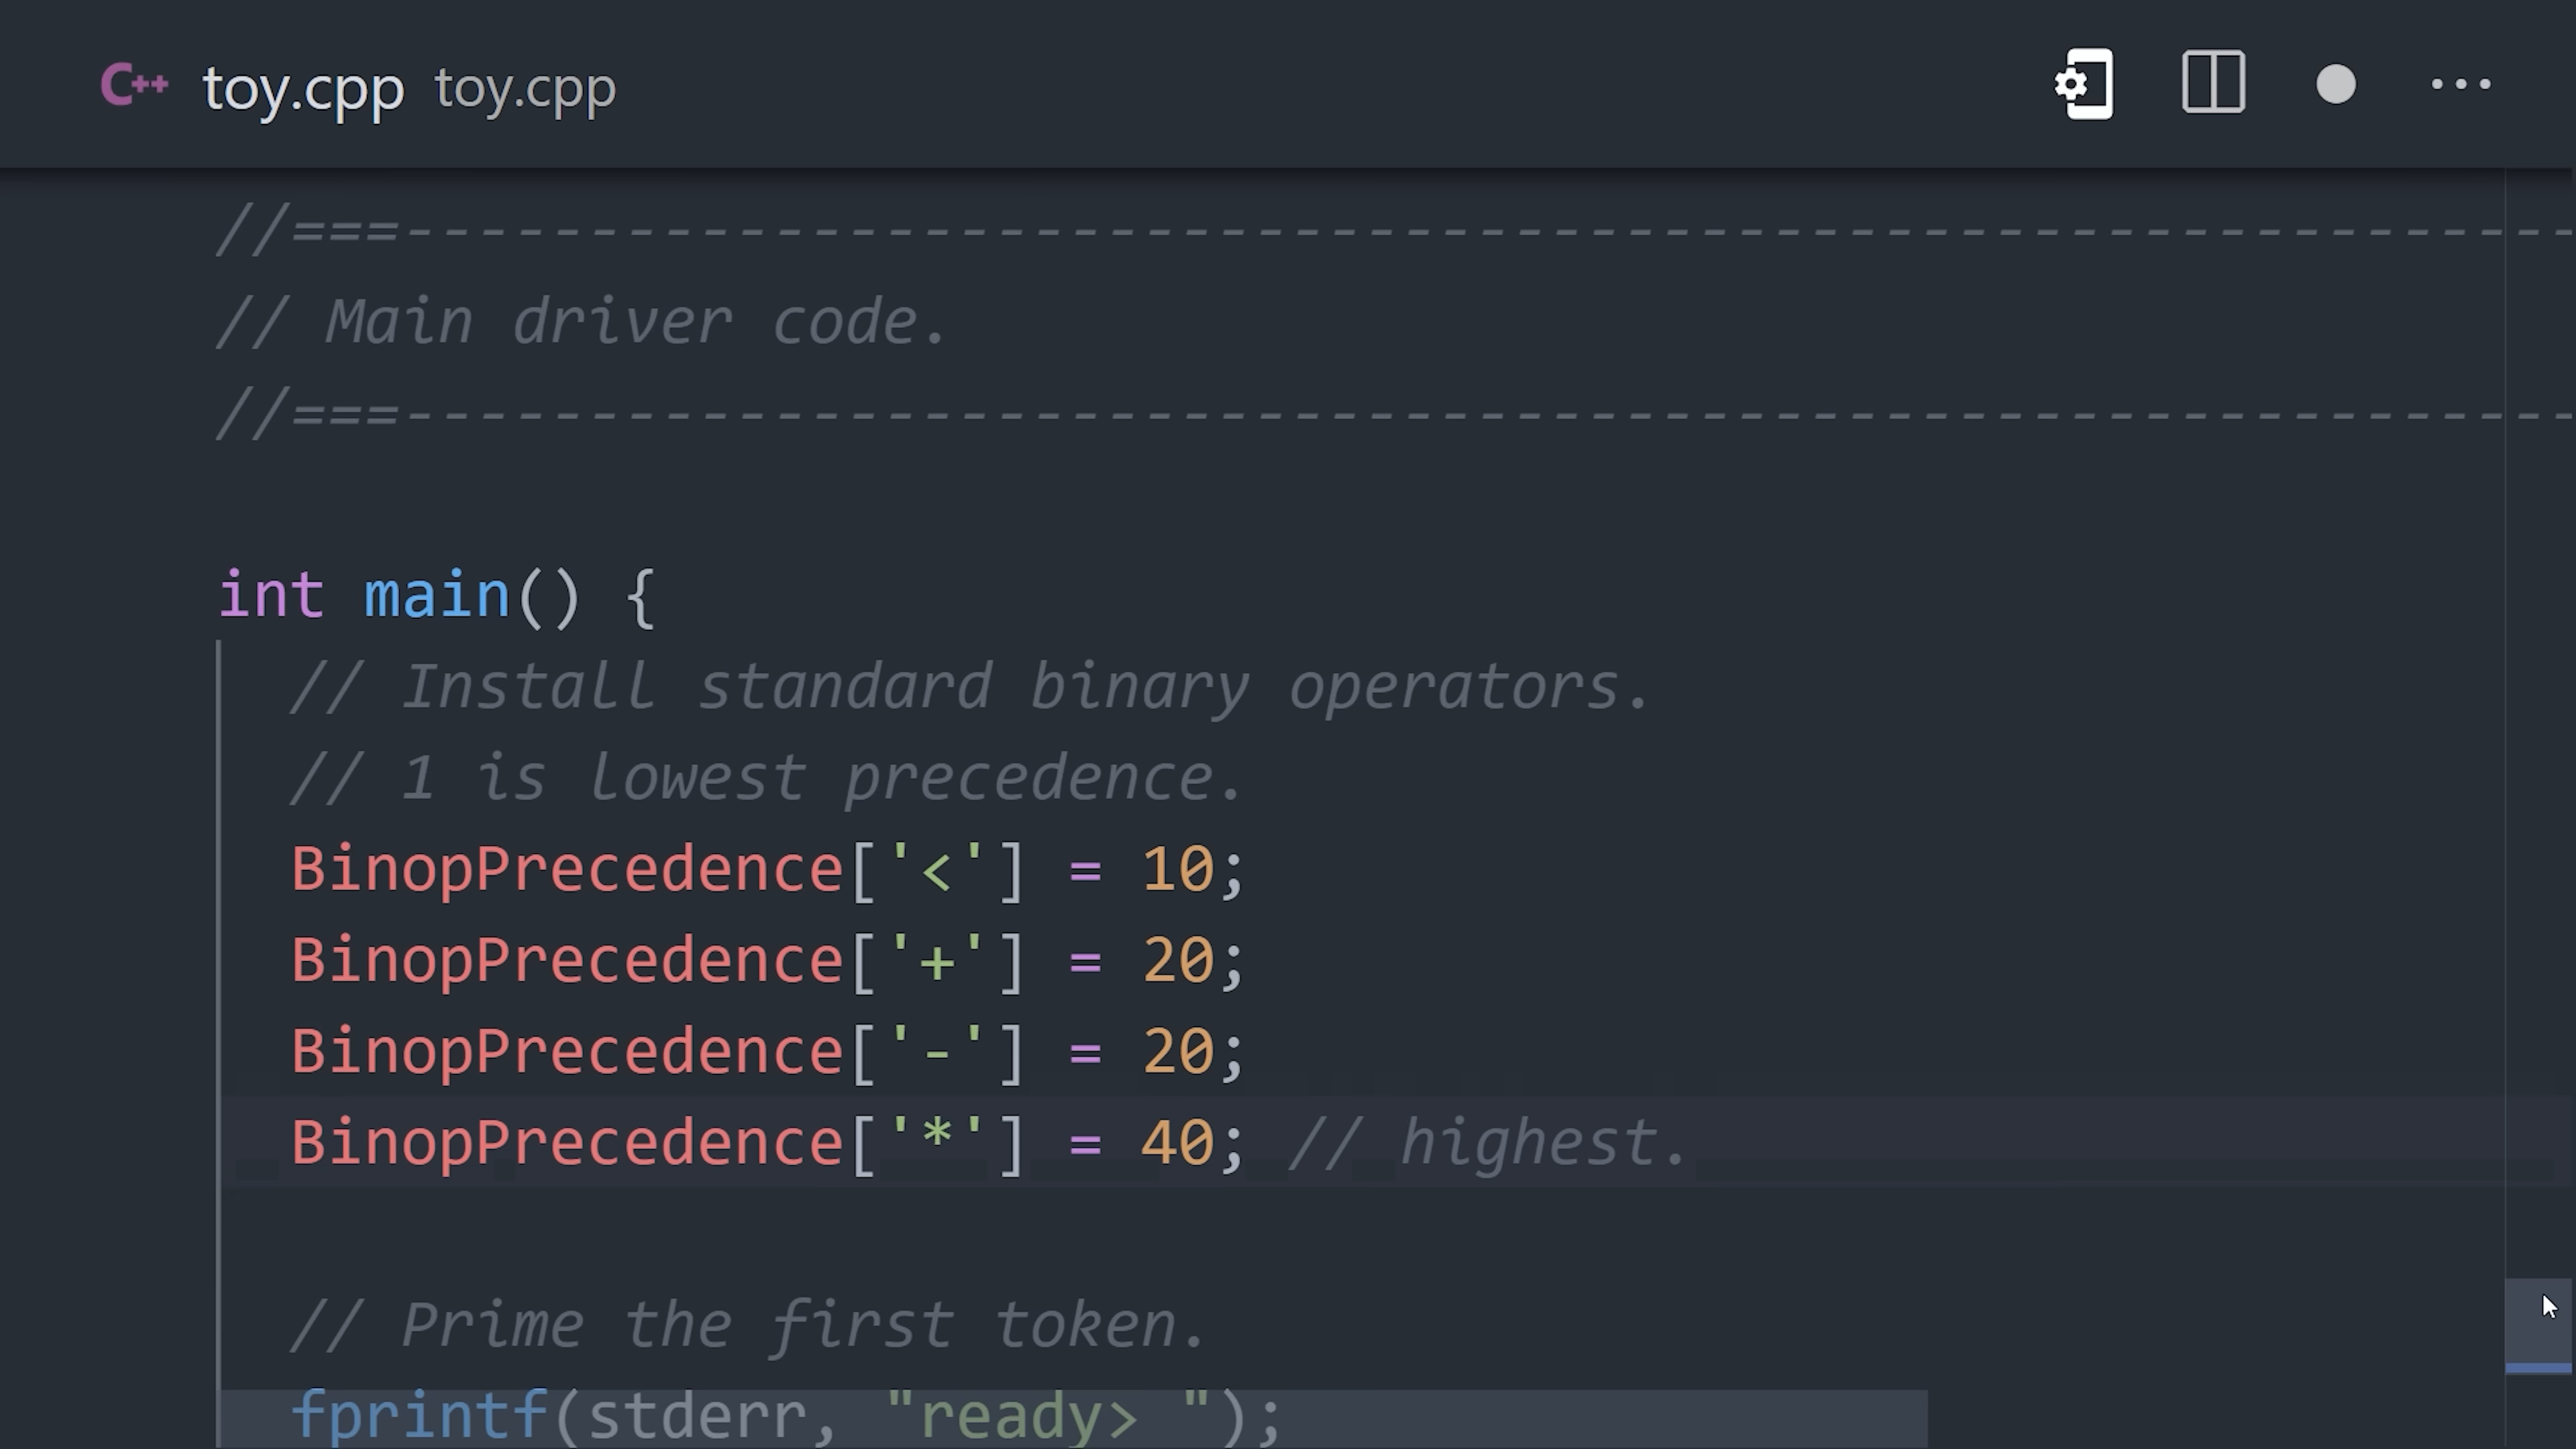 C++ toy.cpp toy.cpp
//===----------------------------------------------------------
// Main driver code.
//===----------------------------------------------------------
int main() {
// Install standard binary operators.
// 1 is lowest precedence.
BinopPrecedence['<'] = 10;
BinopPrecedence['+'] = 20;
BinopPrecedence['-'] = 20;
BinopPrecedence['*'] = 40; // highest.
// Prime the first token.
fprintf(stderr, "ready> ");